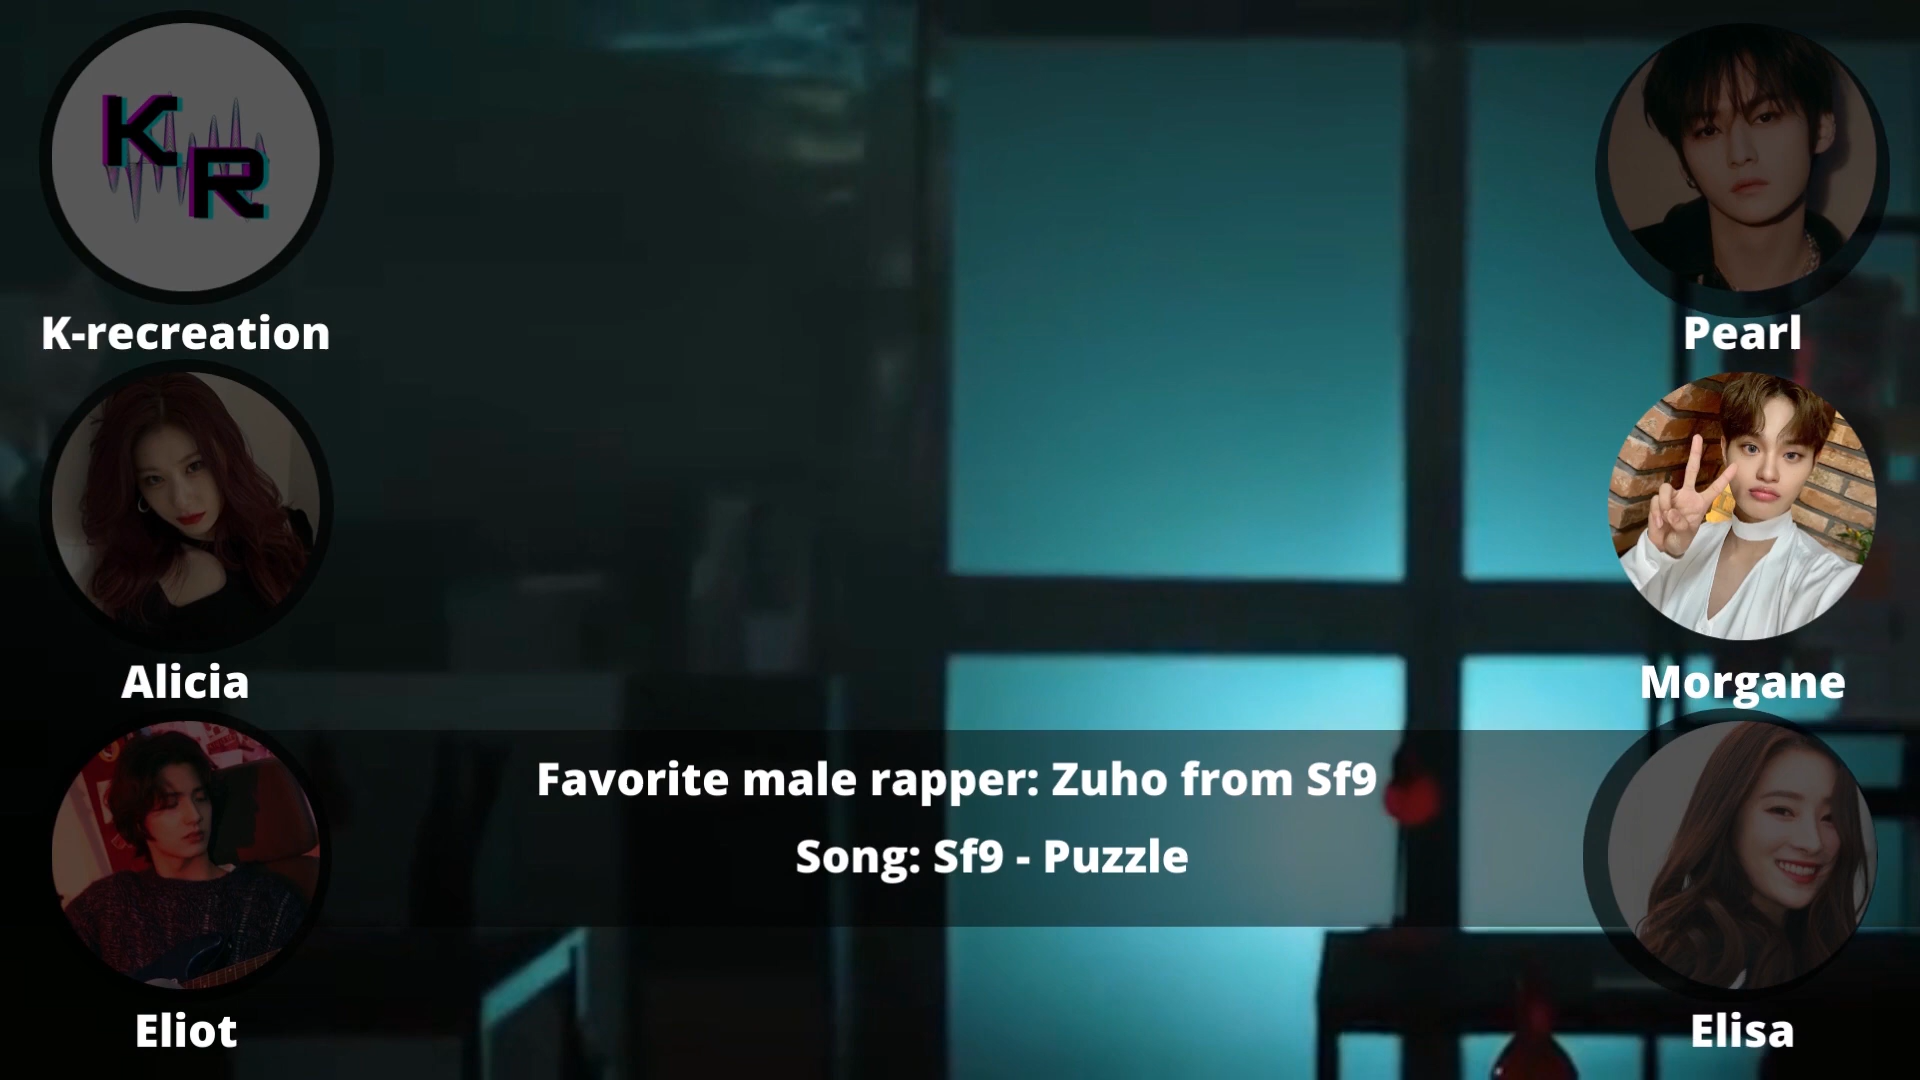 K
R
K-recreation
Pearl
Alicia
Morgane
Favorite male rapper: Zuho from Sf9
Song: Sf9 - Puzzle
Eliot
Elisa